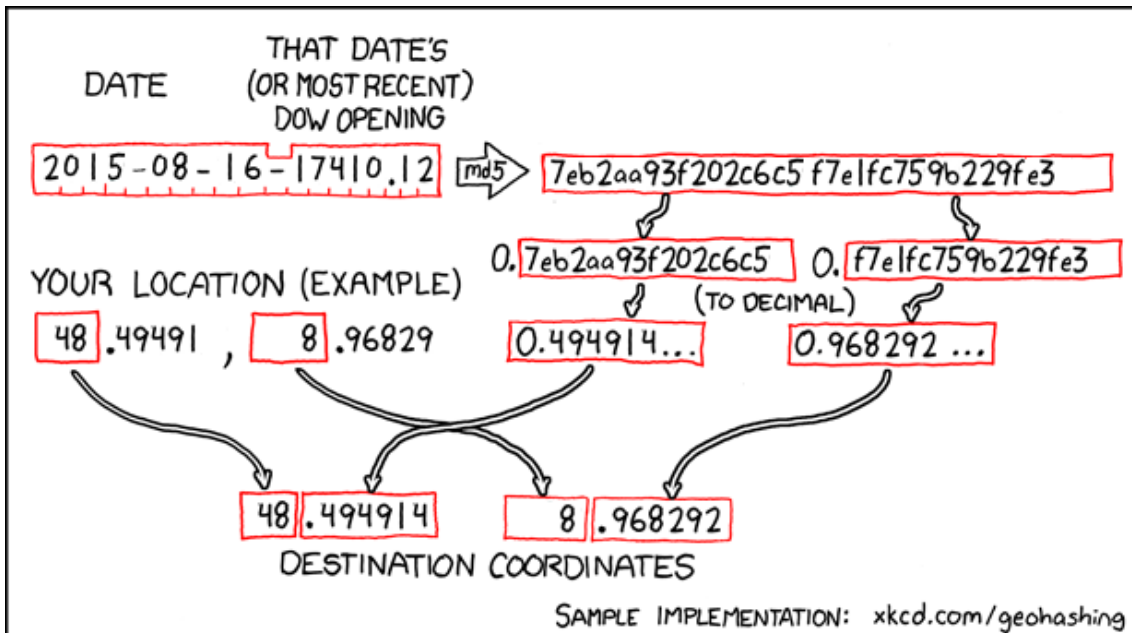 DATE
THAT DATE'S
(OR MOST RECENT)
DOW OPENING
2015-08-16-17410.12
md5
7eb2aa93f202c6c5f7e1fc759b229fe3
0.7eb2aa93f202c6c5
0.f7e1fc759b229fe3
(TO DECIMAL)
YOUR LOCATION (EXAMPLE)
48.49491, 8.96829
0.494914...
0.968292...
48.494914
8.968292
DESTINATION COORDINATES
SAMPLE IMPLEMENTATION: xkcd.com/geohashing